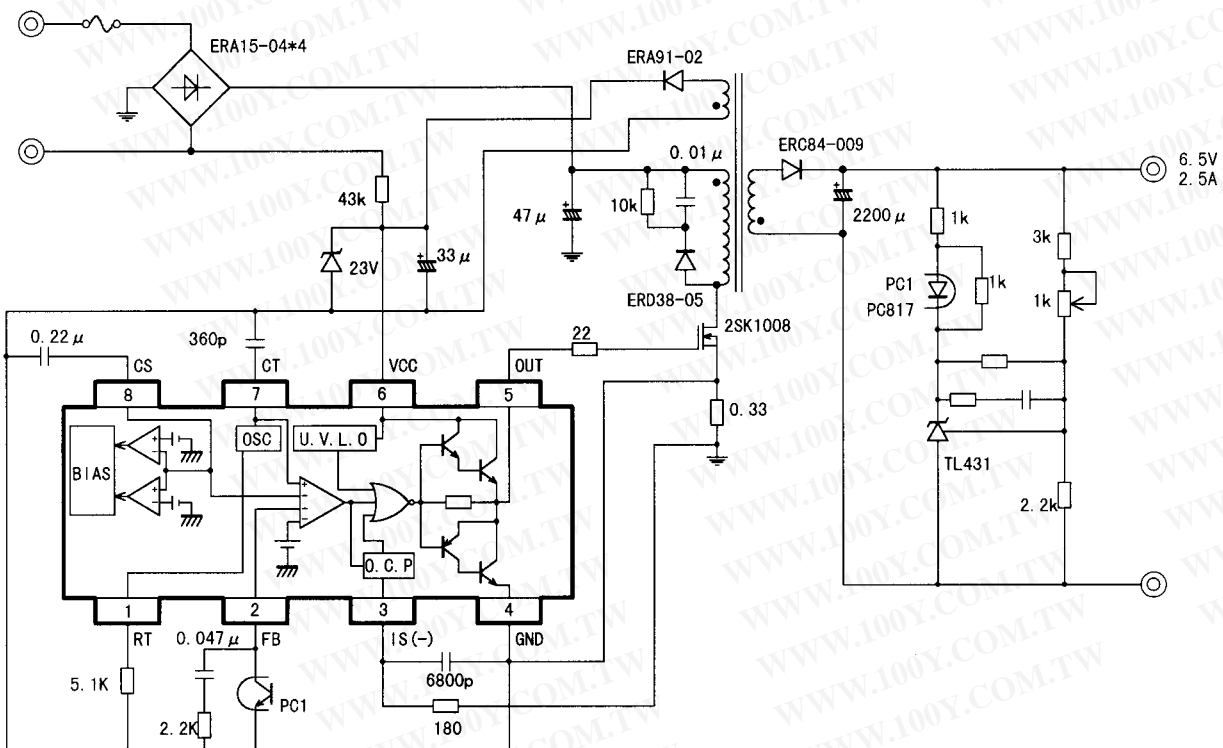 ERA15-04*4
ERA91-02
ERC84-009
6.5V
2.5A
0.01μ
43k
47μ
10k
2200μ
1k
3k
23V
33μ
PC1
PC817
1k
1k
ERD38-05
2SK1008
0.22μ
360p
22
CS
CT
VCC
OUT
8
7
6
5
0.33
OSC
U.V.L.O
BIAS
TL431
2.2k
O.C.P
1
2
3
4
RT
FB
IS(-)
GND
0.047μ
5.1K
6800p
PC1
2.2K
180
WWW.100Y.COM.TW